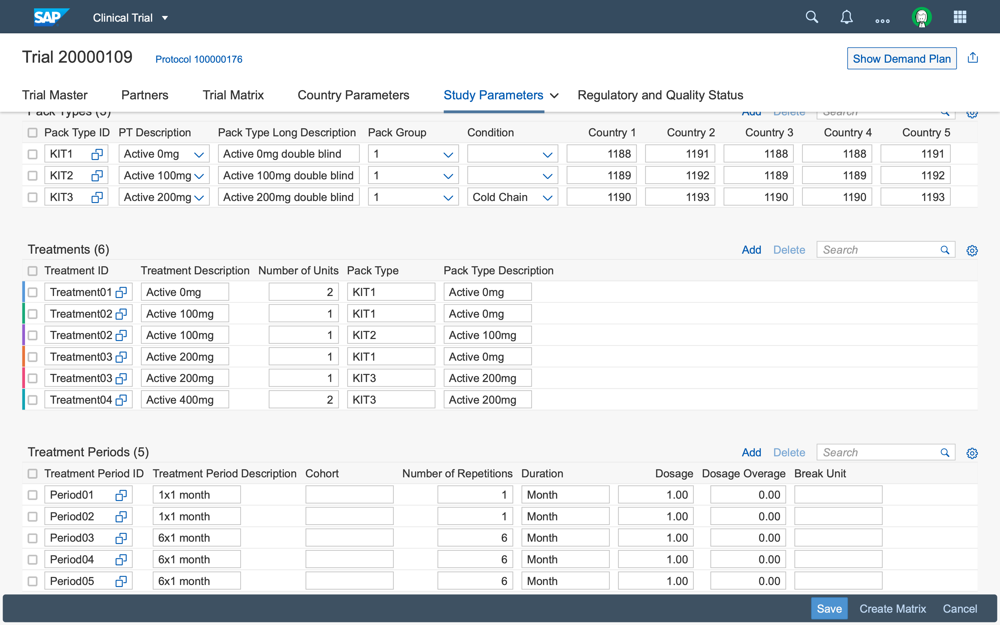 SAP Clinical Trial
Trial 20000109 Protocol 100000176 Show Demand Plan
Trial Master Partners Trial Matrix Country Parameters Study Parameters Regulatory and Quality Status
Pack Types (3) Add Delete Search
Pack Type ID PT Description Pack Type Long Description Pack Group Condition Country 1 Country 2 Country 3 Country 4 Country 5
KIT1 Active 0mg Active 0mg double blind 1 1188 1191 1188 1188 1191
KIT2 Active 100mg Active 100mg double blind 1 1189 1192 1189 1189 1192
KIT3 Active 200mg Active 200mg double blind 1 Cold Chain 1190 1193 1190 1190 1193
Treatments (6) Add Delete Search
Treatment ID Treatment Description Number of Units Pack Type Pack Type Description
Treatment01 Active 0mg 2 KIT1 Active 0mg
Treatment02 Active 100mg 1 KIT1 Active 0mg
Treatment02 Active 100mg 1 KIT2 Active 100mg
Treatment03 Active 200mg 1 KIT1 Active 0mg
Treatment03 Active 200mg 1 KIT3 Active 200mg
Treatment04 Active 400mg 2 KIT3 Active 200mg
Treatment Periods (5) Add Delete Search
Treatment Period ID Treatment Period Description Cohort Number of Repetitions Duration Dosage Dosage Overage Break Unit
Period01 1x1 month 1 Month 1.00 0.00
Period02 1x1 month 1 Month 1.00 0.00
Period03 6x1 month 6 Month 1.00 0.00
Period04 6x1 month 6 Month 1.00 0.00
Period05 6x1 month 6 Month 1.00 0.00
Save Create Matrix Cancel